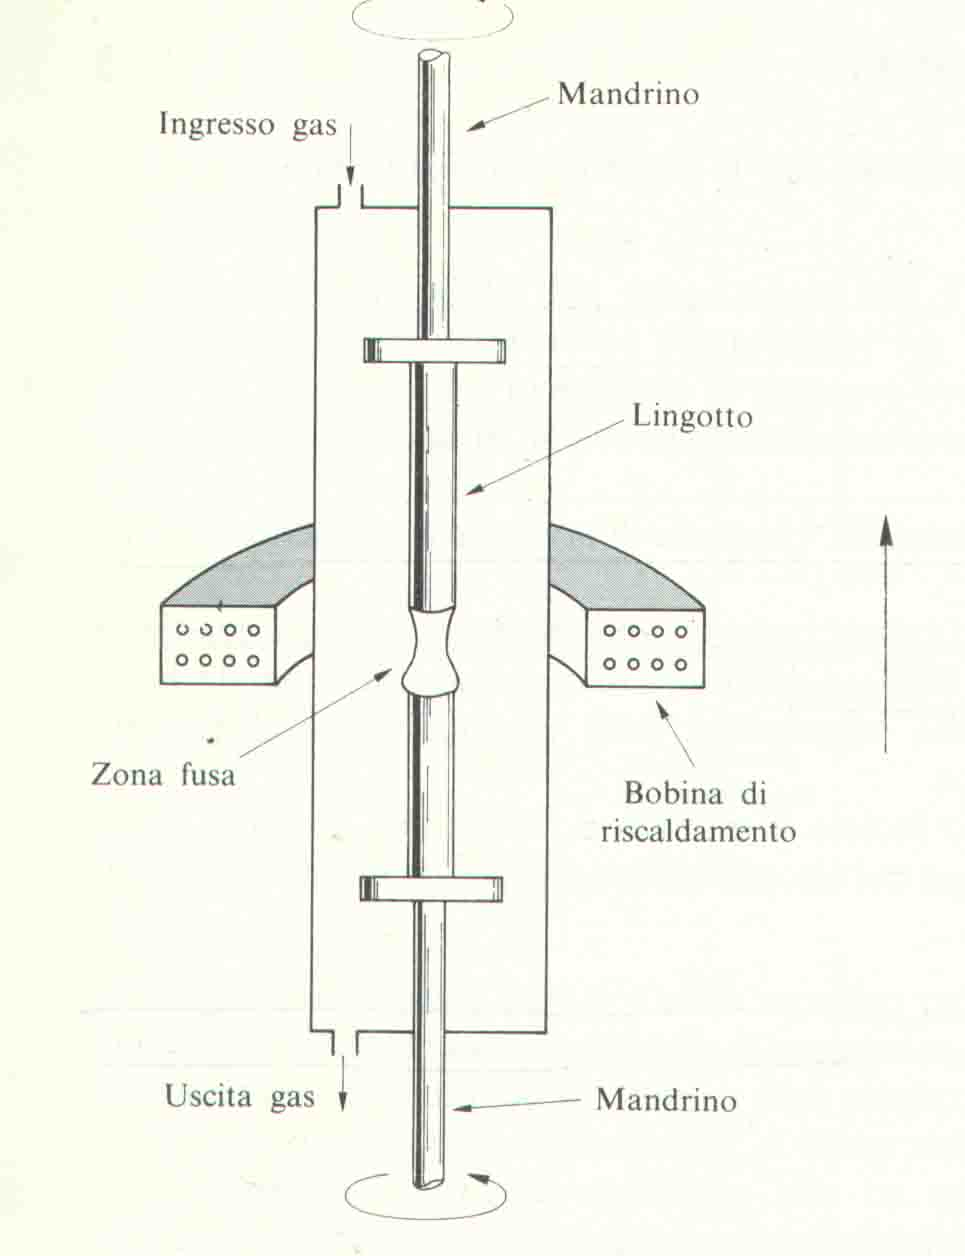 Mandrino
Ingresso gas
Lingotto
Zona fusa
Bobina di
riscaldamento
Uscita gas
Mandrino